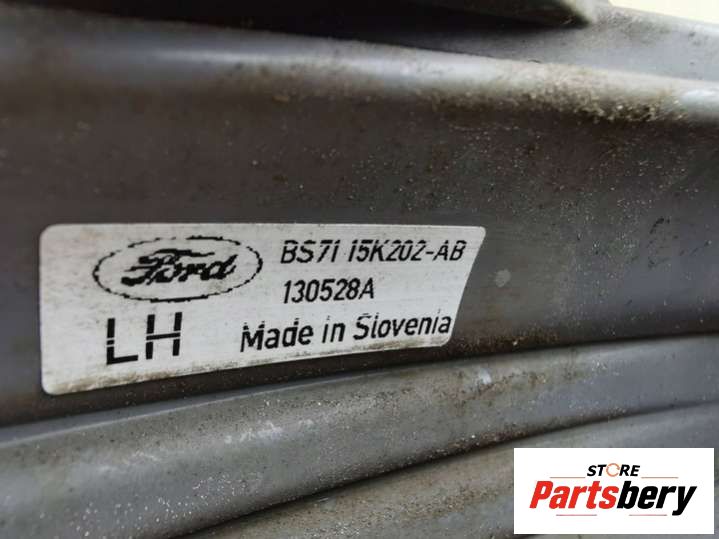 Ford
BS71 15K202-AB
130528A
LH
Made in Slovenia
STORE
Partsbery